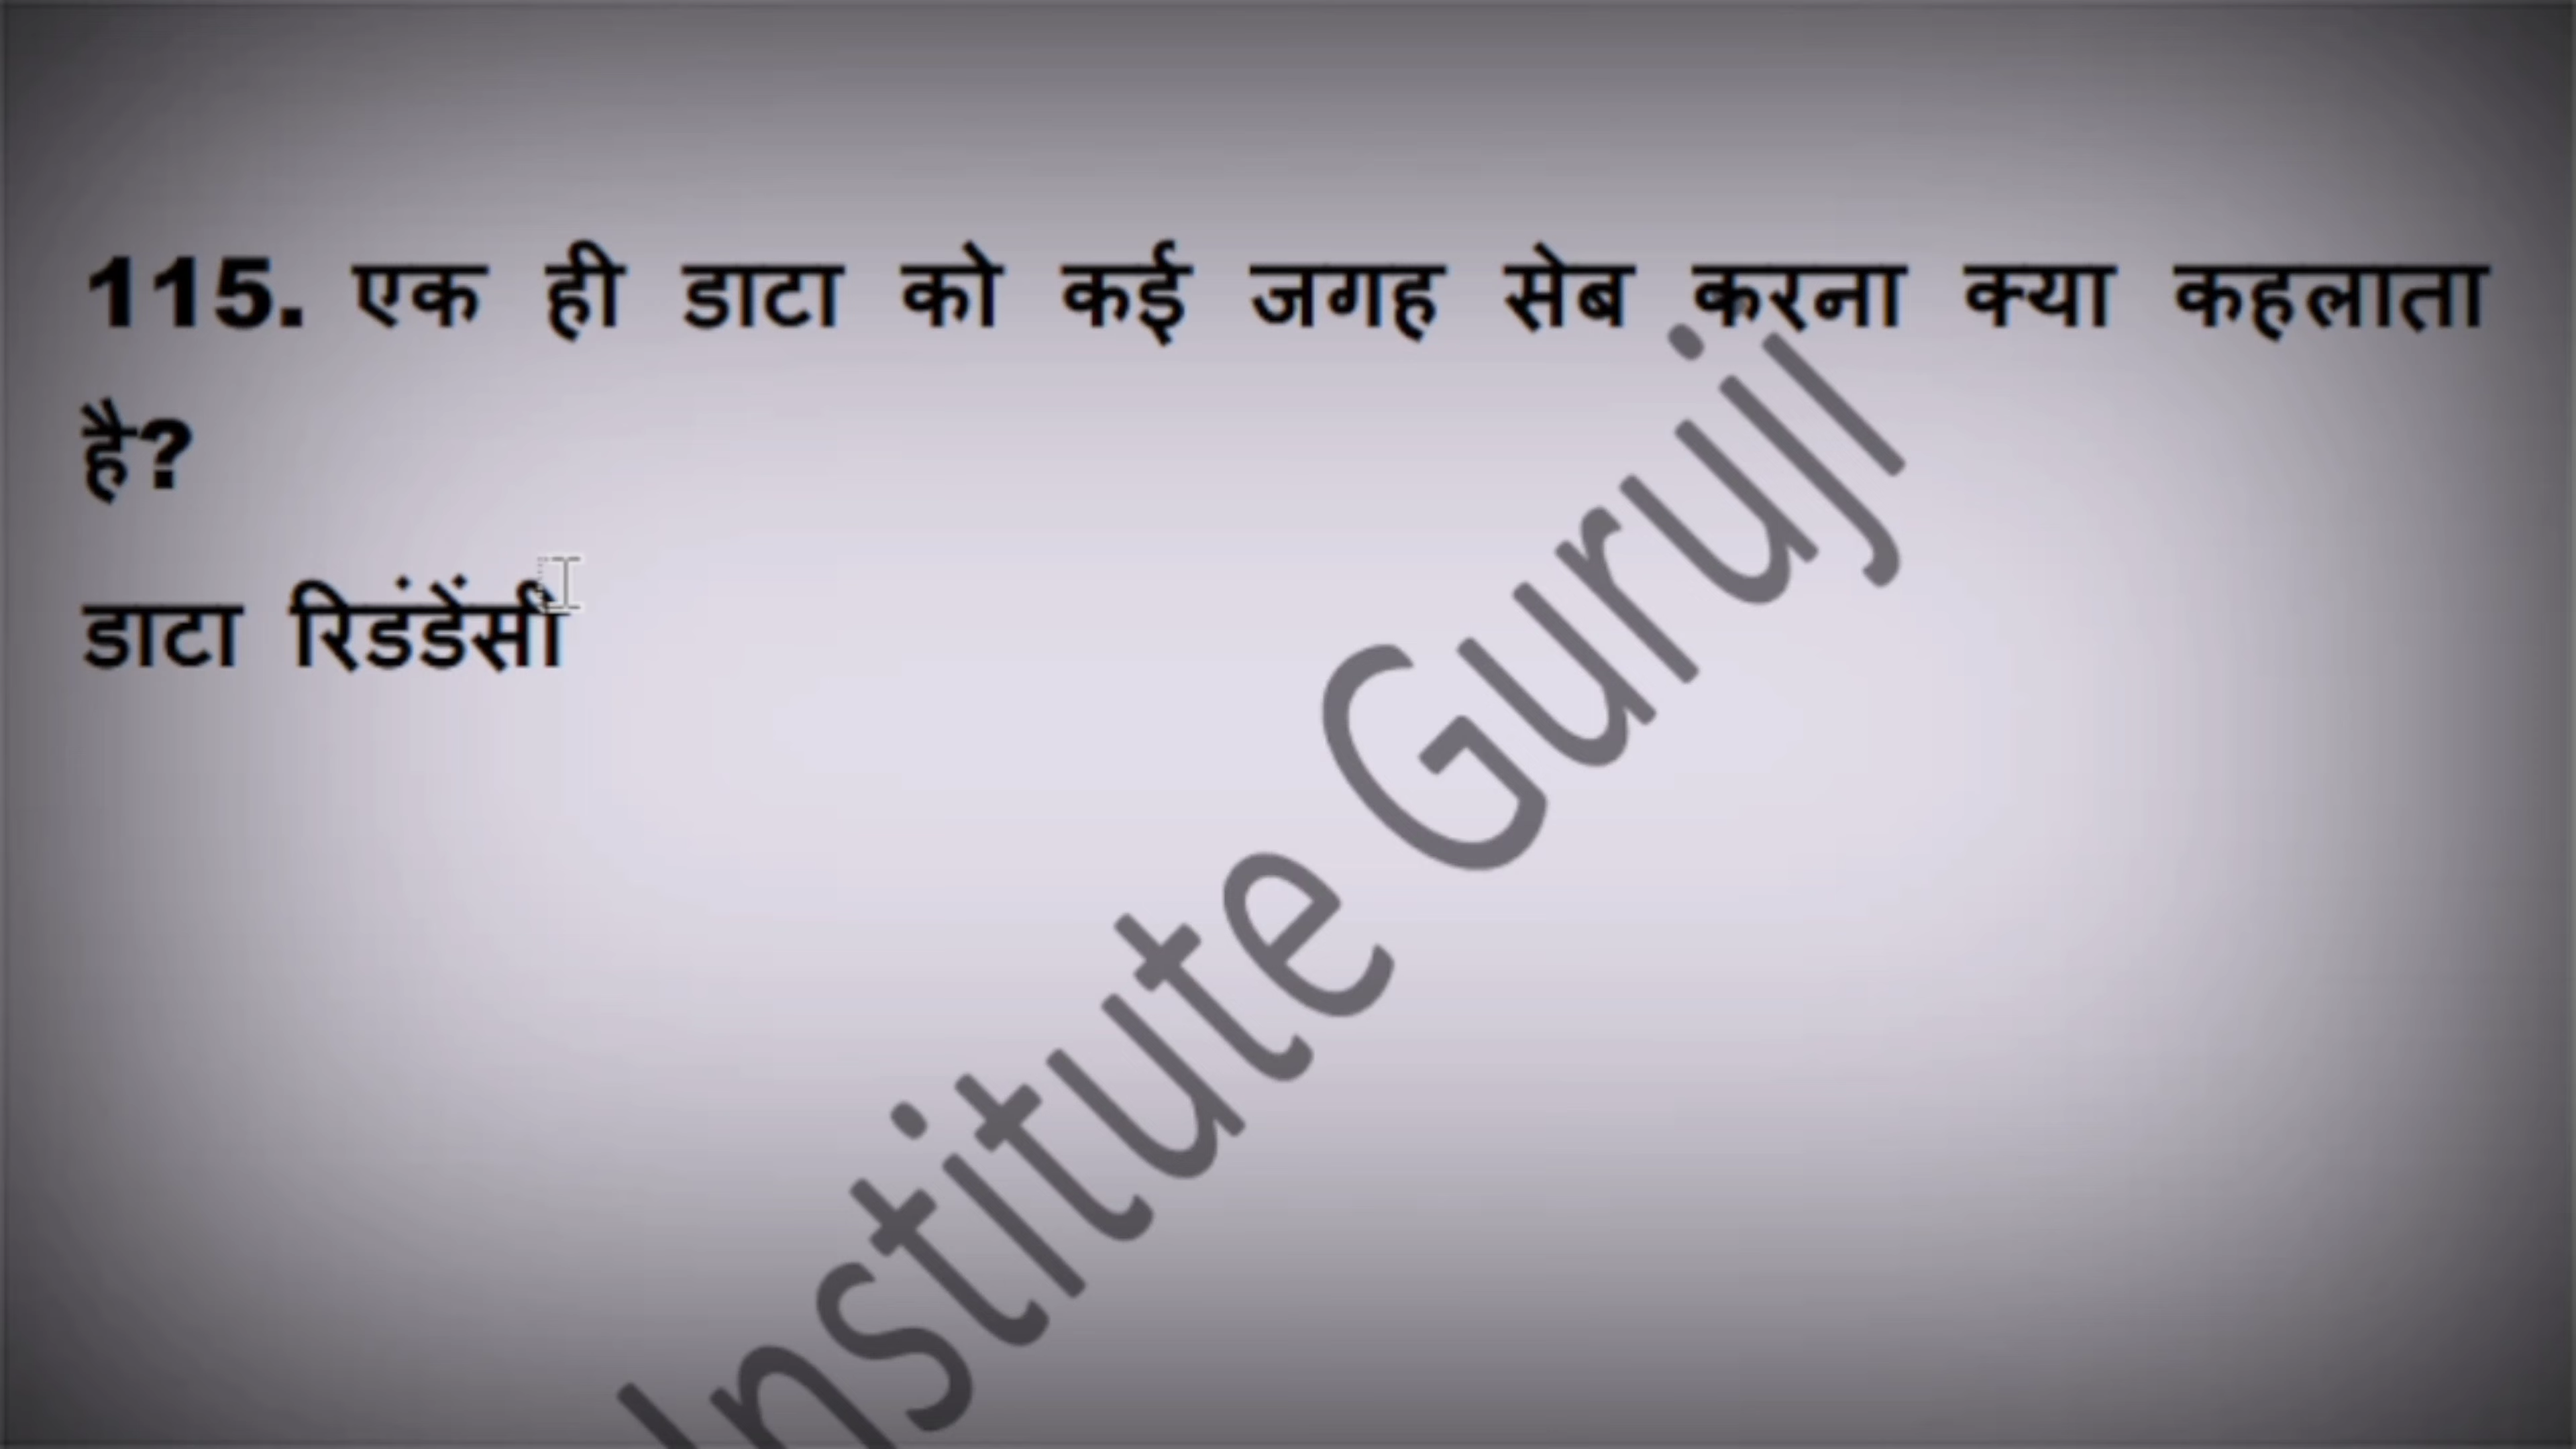 115. एक ही डाटा को कई जगह सेब करना क्या कहलाता
है?
डाटा रिडंडेंसी
Institute Guruji